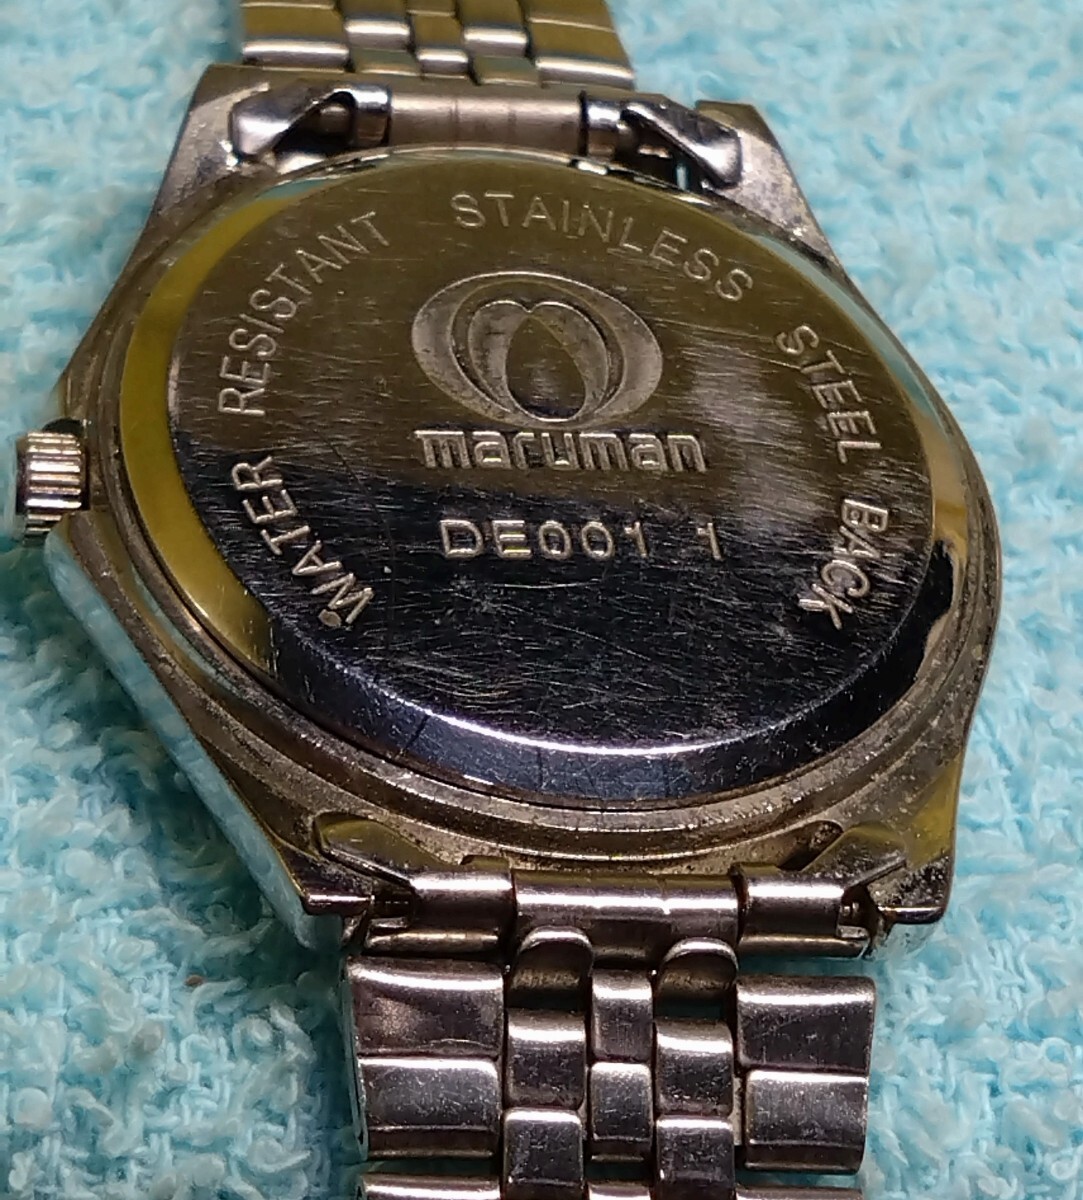 WATER RESISTANT STAINLESS STEEL BACK
maruman
DE001 1